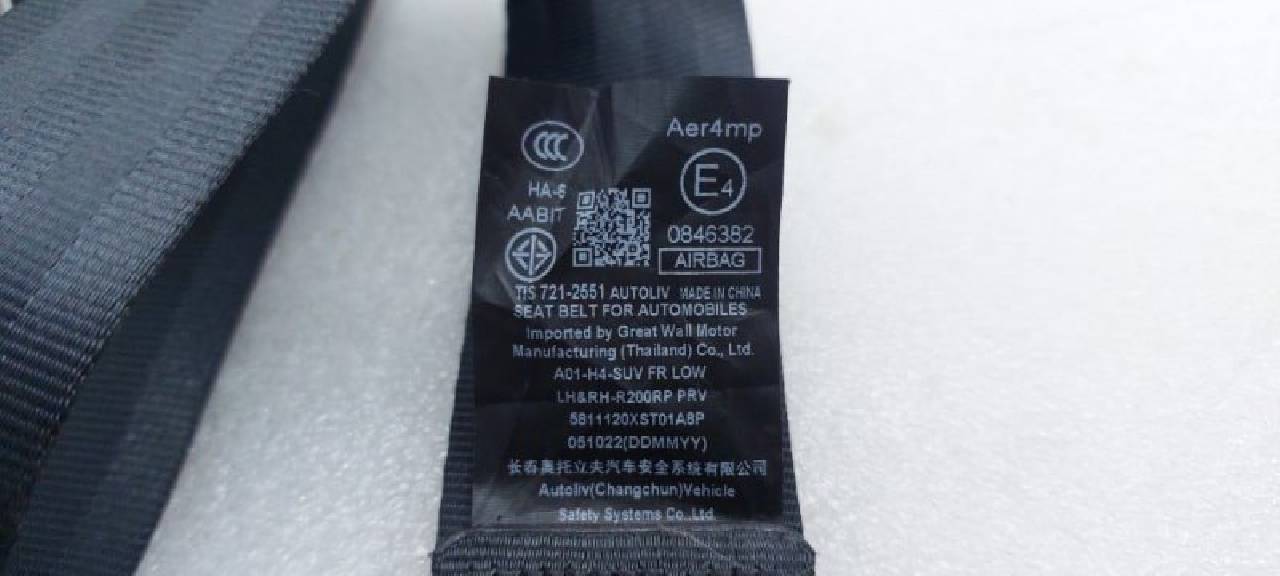 CCC
Aer4mp
E4
HA-6
AABIT
0846382
AIRBAG
TIS 721-2551 AUTOLIV MADE IN CHINA
SEAT BELT FOR AUTOMOBILES
Imported by Great Wall Motor
Manufacturing (Thailand) Co., Ltd.
A01-H4-SUV FR LOW
LH&RH-R200RP PRV
5811120XST01A8P
051022(DDMMYY)
长春奥托立夫汽车安全系统有限公司
Autoliv(Changchun)Vehicle
Safety Systems Co.,Ltd.